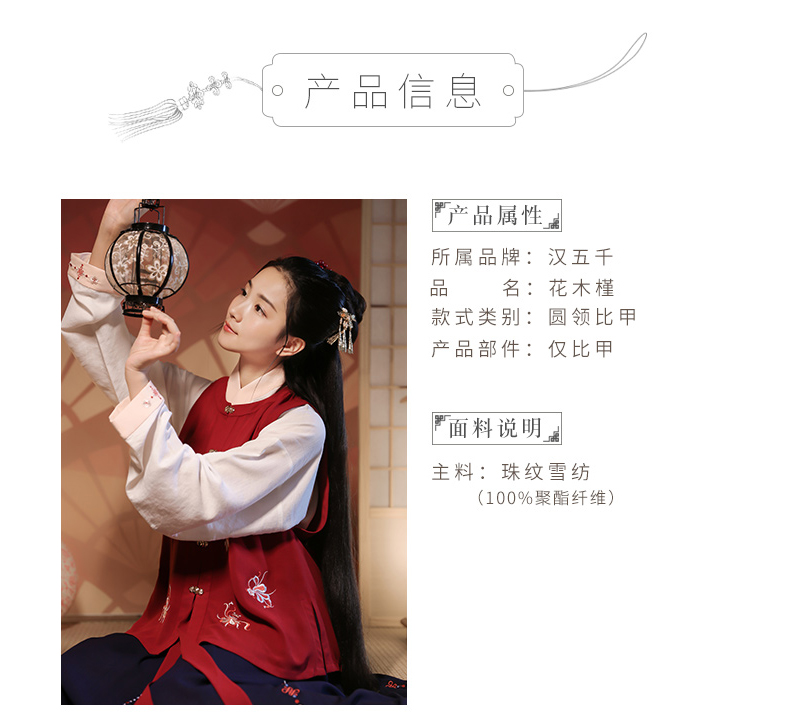 产品信息
产品属性
所属品牌：汉五千
品 名：花木槿
款式类别：圆领比甲
产品部件：仅比甲
面料说明
主料：珠纹雪纺
（100%聚酯纤维）